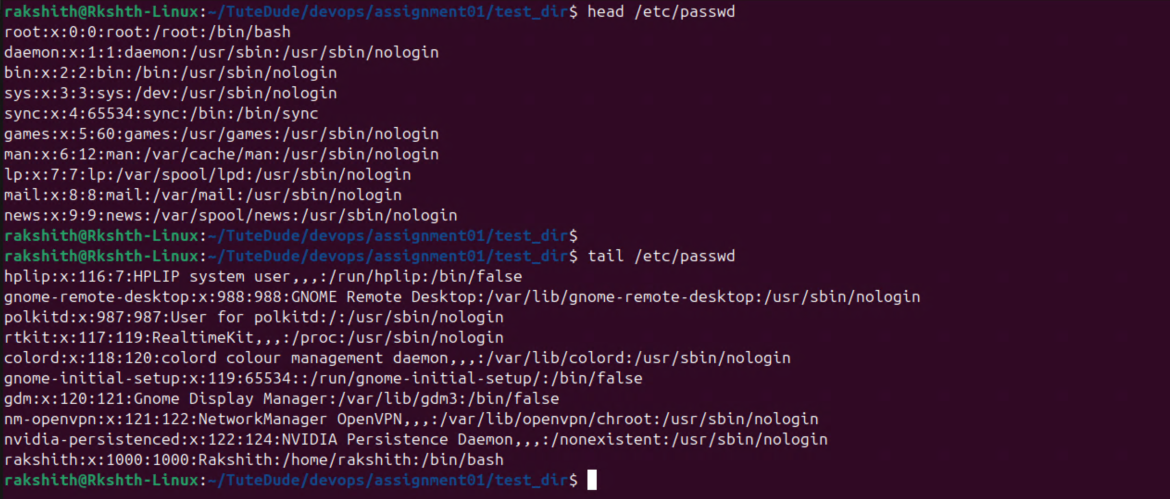 rakshith@Rkshth-Linux:~/TuteDude/devops/assignment01/test_dir$ head /etc/passwd
root:x:0:0:root:/root:/bin/bash
daemon:x:1:1:daemon:/usr/sbin:/usr/sbin/nologin
bin:x:2:2:bin:/bin:/usr/sbin/nologin
sys:x:3:3:sys:/dev:/usr/sbin/nologin
sync:x:4:65534:sync:/bin:/bin/sync
games:x:5:60:games:/usr/games:/usr/sbin/nologin
man:x:6:12:man:/var/cache/man:/usr/sbin/nologin
lp:x:7:7:lp:/var/spool/lpd:/usr/sbin/nologin
mail:x:8:8:mail:/var/mail:/usr/sbin/nologin
news:x:9:9:news:/var/spool/news:/usr/sbin/nologin
rakshith@Rkshth-Linux:~/TuteDude/devops/assignment01/test_dir$
rakshith@Rkshth-Linux:~/TuteDude/devops/assignment01/test_dir$ tail /etc/passwd
hplip:x:116:7:HPLIP system user,,,:/run/hplip:/bin/false
gnome-remote-desktop:x:988:988:GNOME Remote Desktop:/var/lib/gnome-remote-desktop:/usr/sbin/nologin
polkitd:x:987:987:User for polkitd:/:/usr/sbin/nologin
rtkit:x:117:119:RealtimeKit,,,:/proc:/usr/sbin/nologin
colord:x:118:120:colord colour management daemon,,,:/var/lib/colord:/usr/sbin/nologin
gnome-initial-setup:x:119:65534::/run/gnome-initial-setup/:/bin/false
gdm:x:120:121:Gnome Display Manager:/var/lib/gdm3:/bin/false
nm-openvpn:x:121:122:NetworkManager OpenVPN,,,:/var/lib/openvpn/chroot:/usr/sbin/nologin
nvidia-persistenced:x:122:124:NVIDIA Persistence Daemon,,,:/nonexistent:/usr/sbin/nologin
rakshith:x:1000:1000:Rakshith:/home/rakshith:/bin/bash
rakshith@Rkshth-Linux:~/TuteDude/devops/assignment01/test_dir$